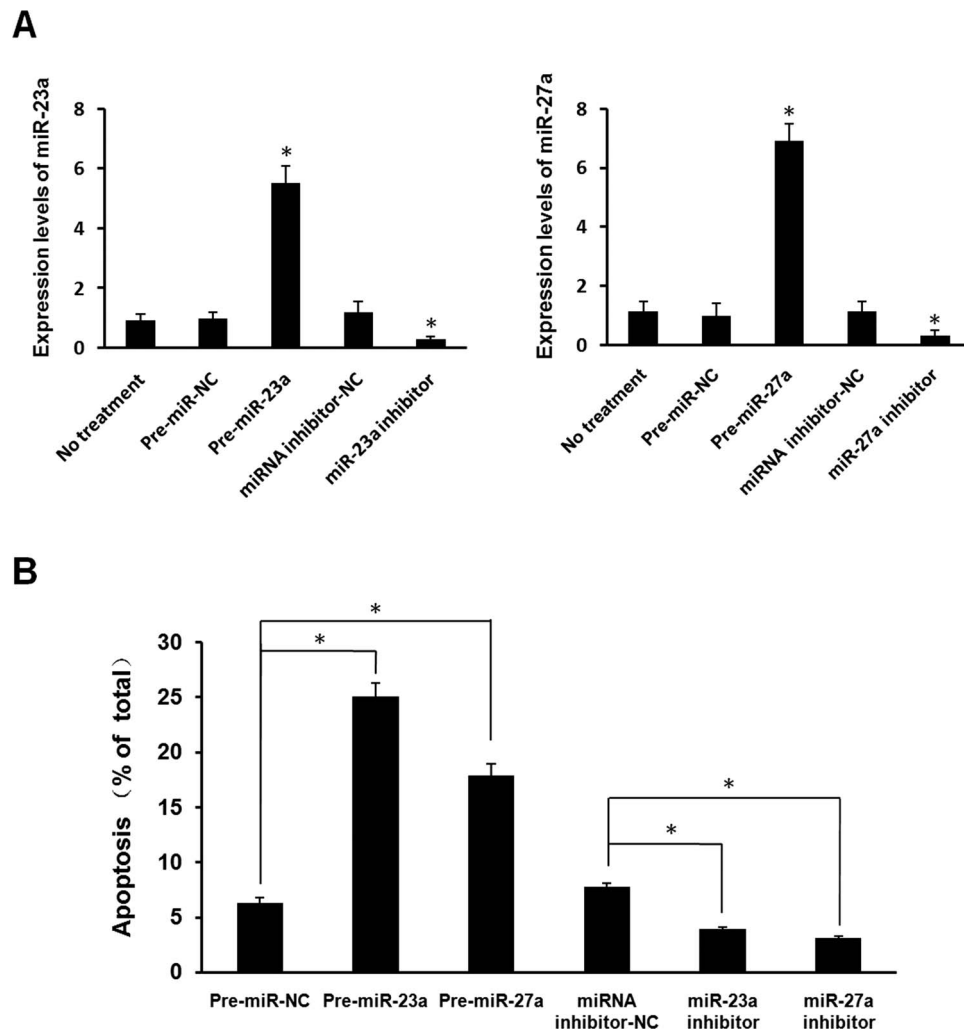 A
Expression levels of miR-23a
8
6
4
2
0
*
*
No treatment
Pre-miR-NC
Pre-miR-23a
miRNA inhibitor-NC
miR-23a inhibitor
Expression levels of miR-27a
8
6
4
2
0
*
*
No treatment
Pre-miR-NC
Pre-miR-27a
miRNA inhibitor-NC
miR-27a inhibitor
B
Apoptosis （% of total）
30
25
20
15
10
5
0
*
*
*
*
Pre-miR-NC
Pre-miR-23a
Pre-miR-27a
miRNA
inhibitor-NC
miR-23a
inhibitor
miR-27a
inhibitor